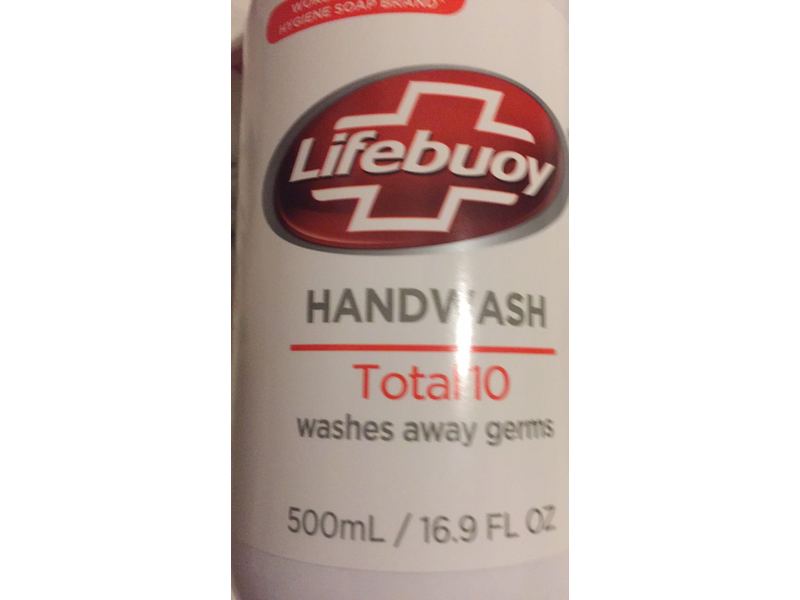 HYGIENE SOAP BRAND*
Lifebuoy
HANDWASH
Total 10
washes away germs
500mL / 16.9 FL OZ